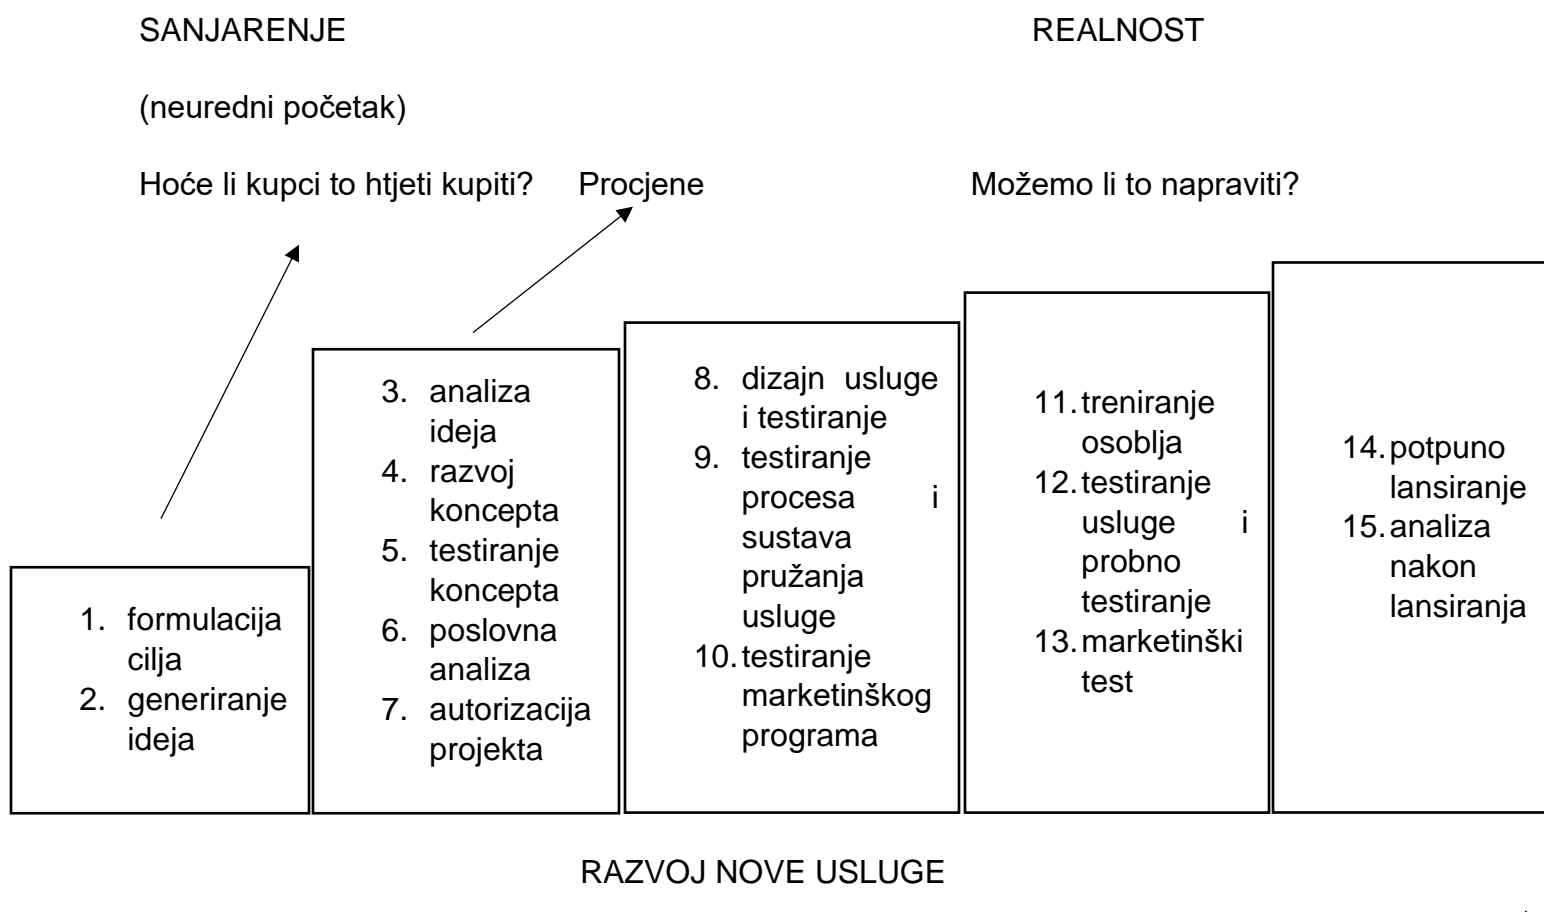 SANJARENJE REALNOST
(neuredni početak)
Hoće li kupci to htjeti kupiti? Procjene Možemo li to napraviti?
1. formulacija
cilja
2. generiranje
ideja
3. analiza
ideja
4. razvoj
koncepta
5. testiranje
koncepta
6. poslovna
analiza
7. autorizacija
projekta
8. dizajn usluge
i testiranje
9. testiranje
procesa i
sustava
pružanja
usluge
10. testiranje
marketinškog
programa
11. treniranje
osoblja
12. testiranje
usluge i
probno
testiranje
13. marketinški
test
14. potpuno
lansiranje
15. analiza
nakon
lansiranja
RAZVOJ NOVE USLUGE